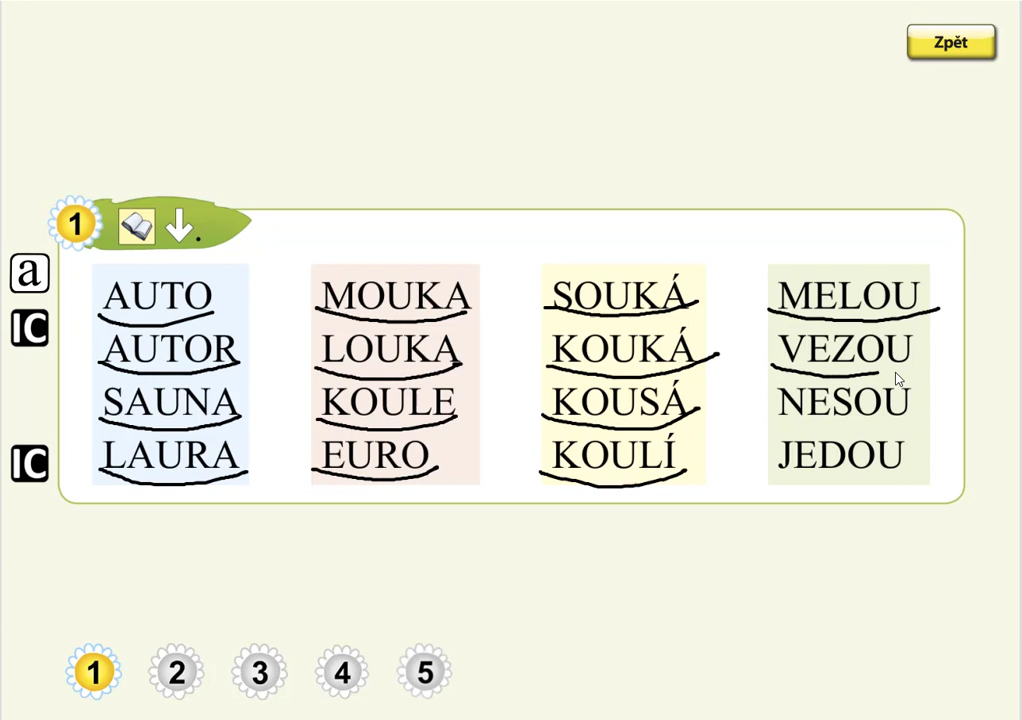 Zpět
1
a
IC
IC
AUTO MOUKA SOUKÁ MELOU
AUTOR LOUKA KOUKÁ VEZOU
SAUNA KOULE KOUSÁ NESOU
LAURA EURO KOULÍ JEDOU
1 2 3 4 5